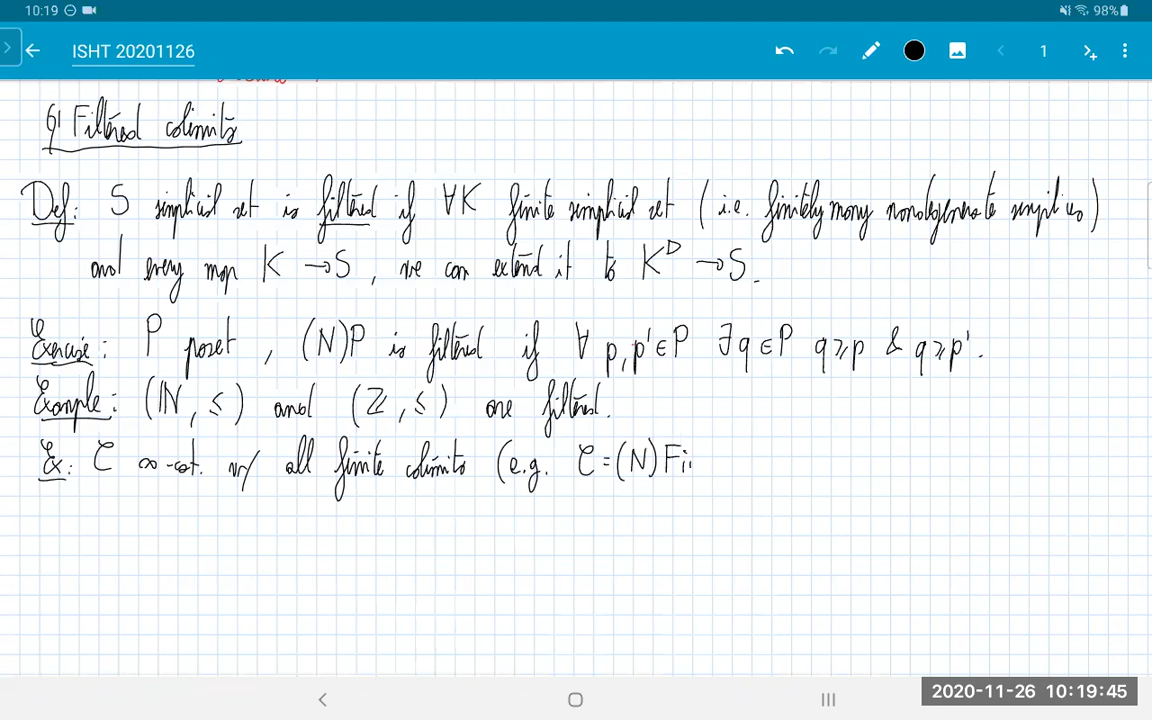 10:19
98%
ISHT 20201126
1
§1 Filtered colimits
Def: S simplicial set is filtered if ∀K finite simplicial set (i.e. finitely many nondegenerate simplices)
and every map K → S, we can extend it to K^▷ → S.
Exercise: P poset, (N)P is filtered if ∀ p, p' ∈ P ∃q ∈ P q ⩾ p & q ⩾ p'.
Example: (ℕ, ≤) and (ℤ, ≤) are filtered.
Ex: C ∞-cat. w/ all finite colimits (e.g. C = (N)Fin
2020-11-26 10:19:45